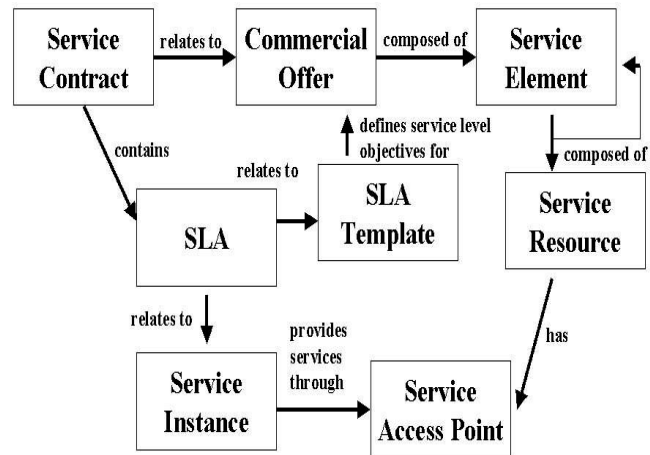 Service
Contract
relates to
Commercial
Offer
composed of
Service
Element
contains
defines service level
objectives for
composed of
relates to
SLA
SLA
Template
Service
Resource
relates to
provides
services
through
has
Service
Instance
Service
Access Point